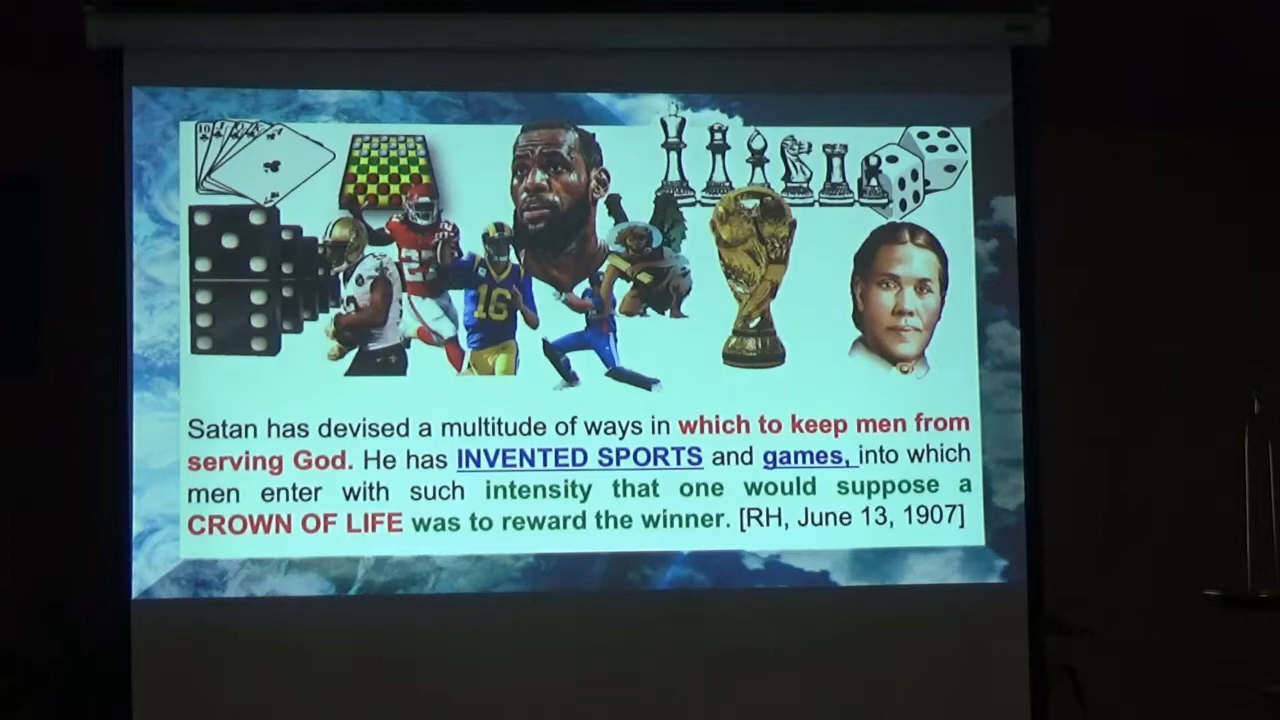 10
16
Satan has devised a multitude of ways in which to keep men from
serving God. He has INVENTED SPORTS and games, into which
men enter with such intensity that one would suppose a
CROWN OF LIFE was to reward the winner. [RH, June 13, 1907]